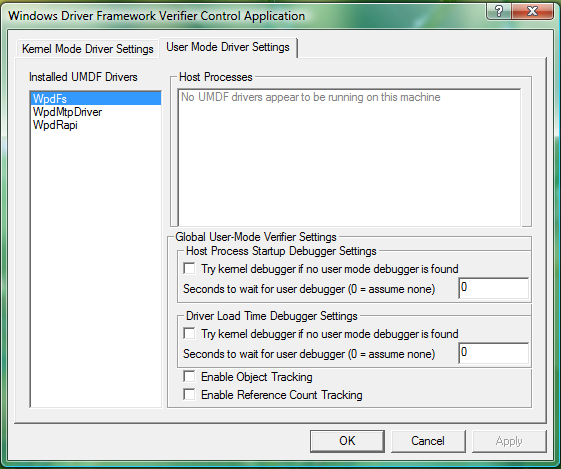 Windows Driver Framework Verifier Control Application
Kernel Mode Driver Settings
User Mode Driver Settings
Installed UMDF Drivers
WpdFs
WpdMtpDriver
WpdRapi
Host Processes
No UMDF drivers appear to be running on this machine
Global User-Mode Verifier Settings
Host Process Startup Debugger Settings
Try kernel debugger if no user mode debugger is found
Seconds to wait for user debugger (0 = assume none)
0
Driver Load Time Debugger Settings
Try kernel debugger if no user mode debugger is found
Seconds to wait for user debugger (0 = assume none)
0
Enable Object Tracking
Enable Reference Count Tracking
OK
Cancel
Apply